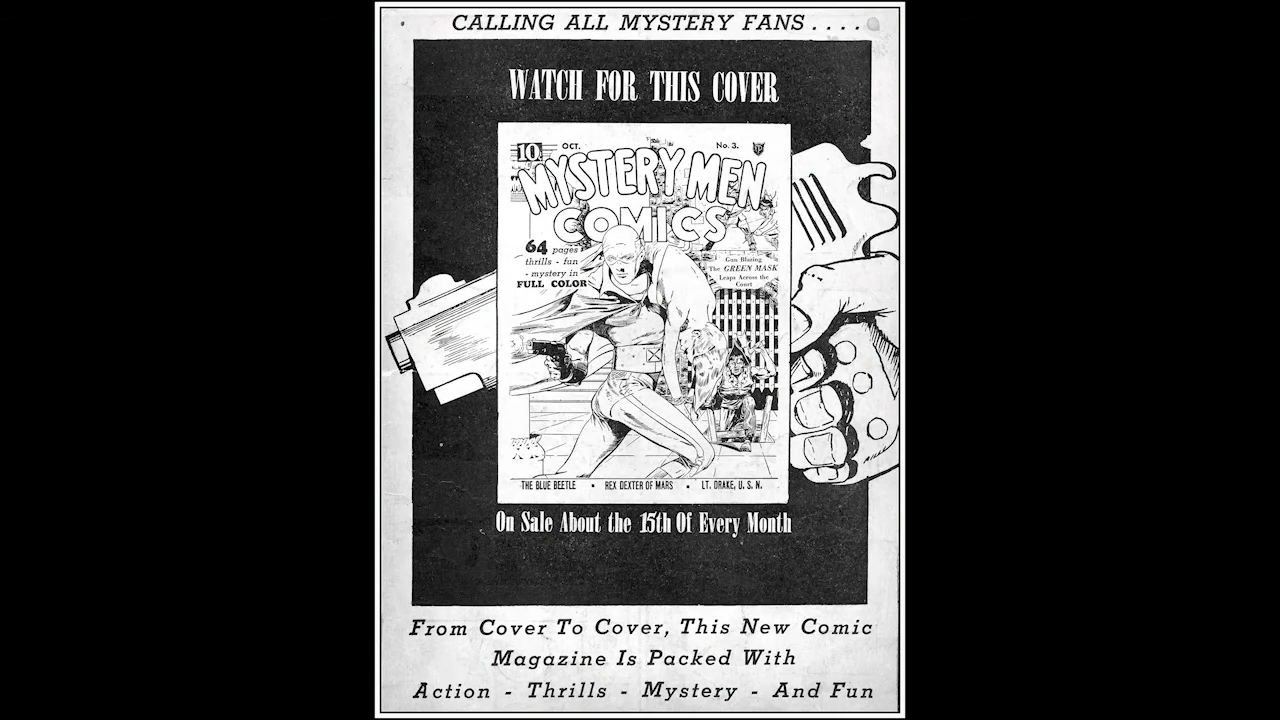 CALLING ALL MYSTERY FANS . . . .
WATCH FOR THIS COVER
10¢
OCT.
No. 3.
MYSTERY MEN
COMICS
64 pages
thrills - fun
- mystery in
FULL COLOR
Gun Blazing
The GREEN MASK
Leaps Across the
Court
THE BLUE BEETLE • REX DEXTER OF MARS • LT. DRAKE, U. S. N.
On Sale About the 15th Of Every Month
From Cover To Cover, This New Comic
Magazine Is Packed With
Action - Thrills - Mystery - And Fun